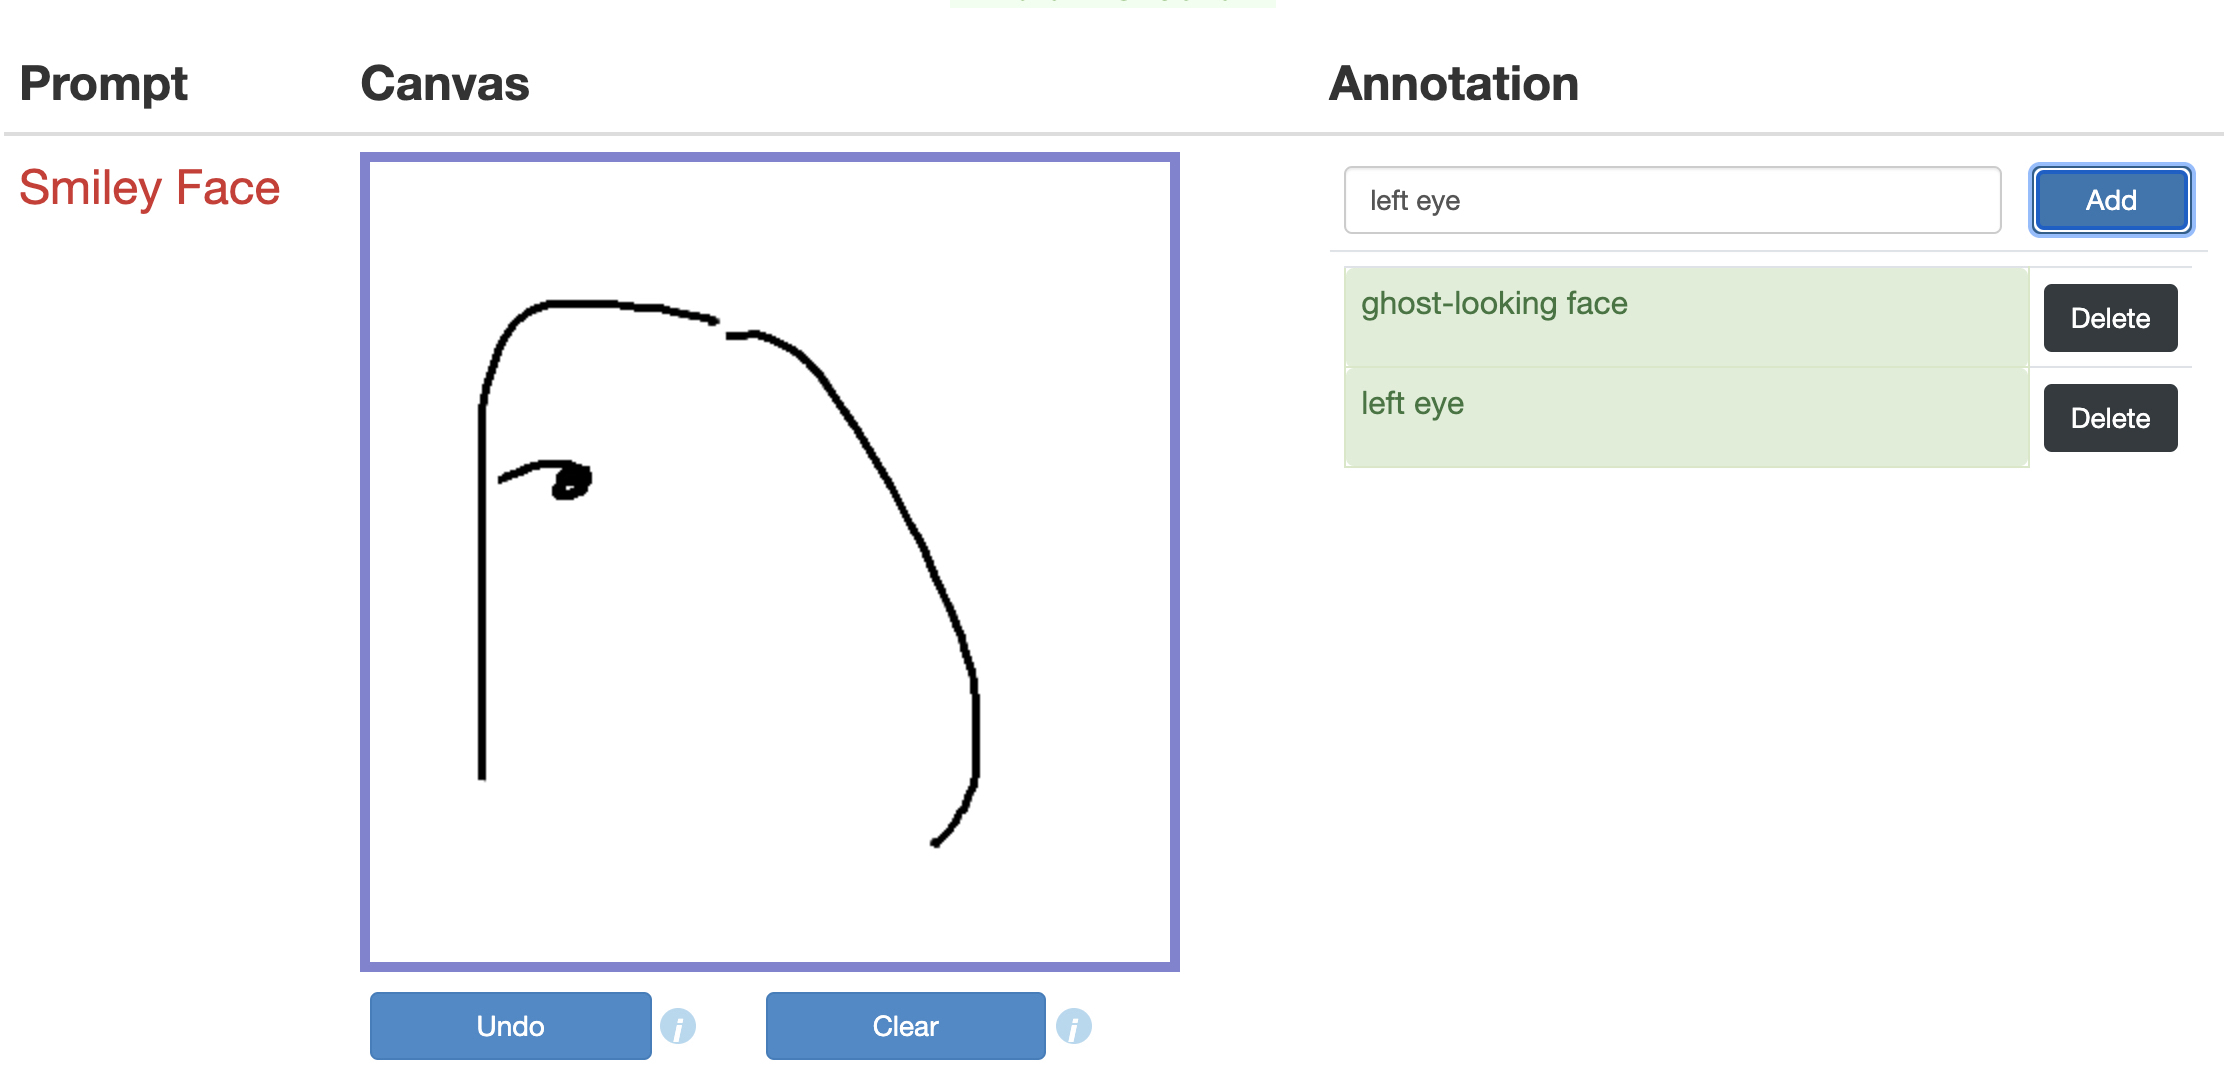 Prompt
Canvas
Annotation
Smiley Face
left eye
Add
ghost-looking face
Delete
left eye
Delete
Undo
i
Clear
i